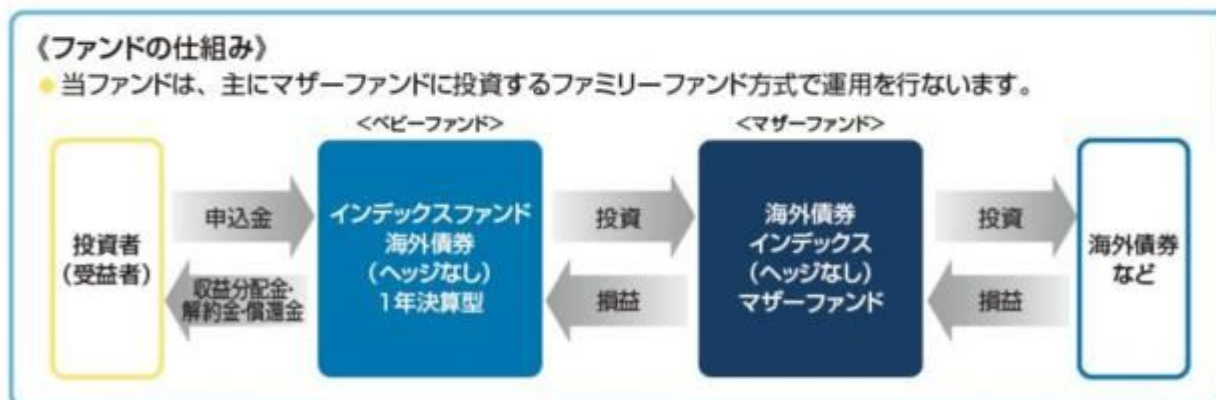 《ファンドの仕組み》
当ファンドは、主にマザーファンドに投資するファミリーファンド方式で運用を行ないます。
<ベビーファンド>
<マザーファンド>
投資者
(受益者)
申込金
収益分配金・
解約金・償還金
インデックスファンド
海外債券
(ヘッジなし)
1年決算型
投資
損益
海外債券
インデックス
(ヘッジなし)
マザーファンド
投資
損益
海外債券
など